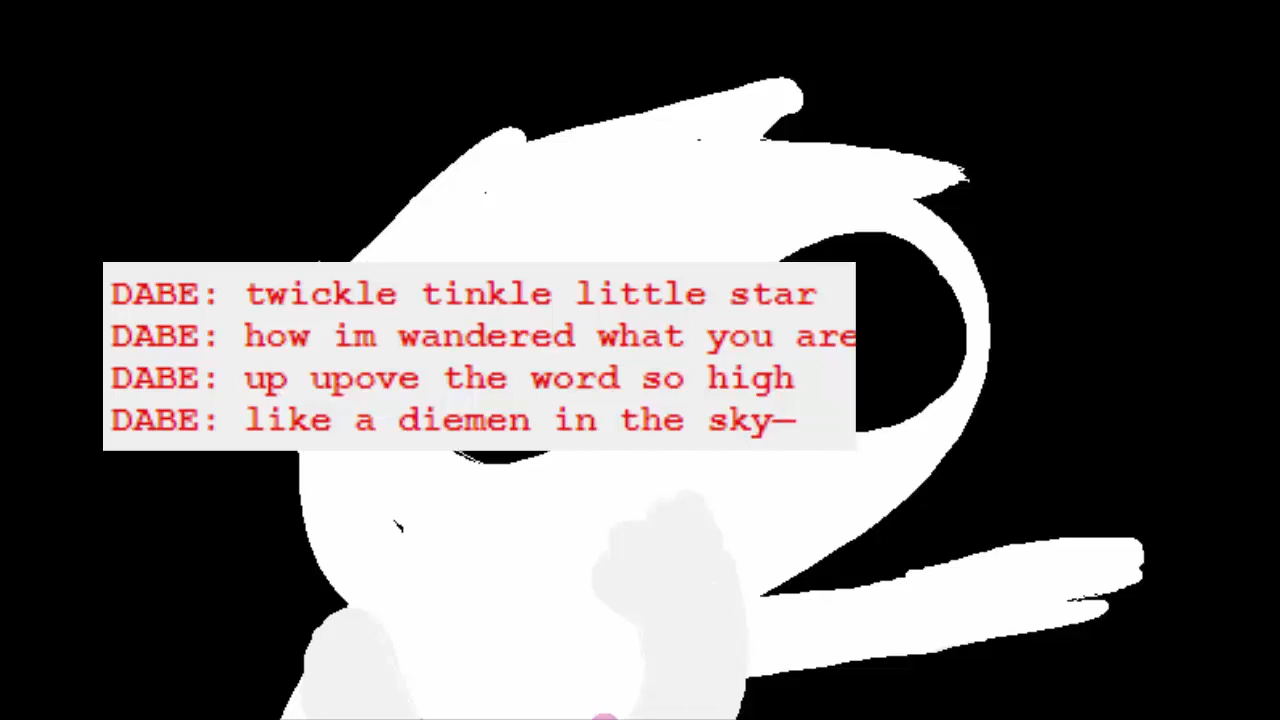 DABE: twickle tinkle little star
DABE: how im wandered what you are
DABE: up upove the word so high
DABE: like a diemen in the sky—